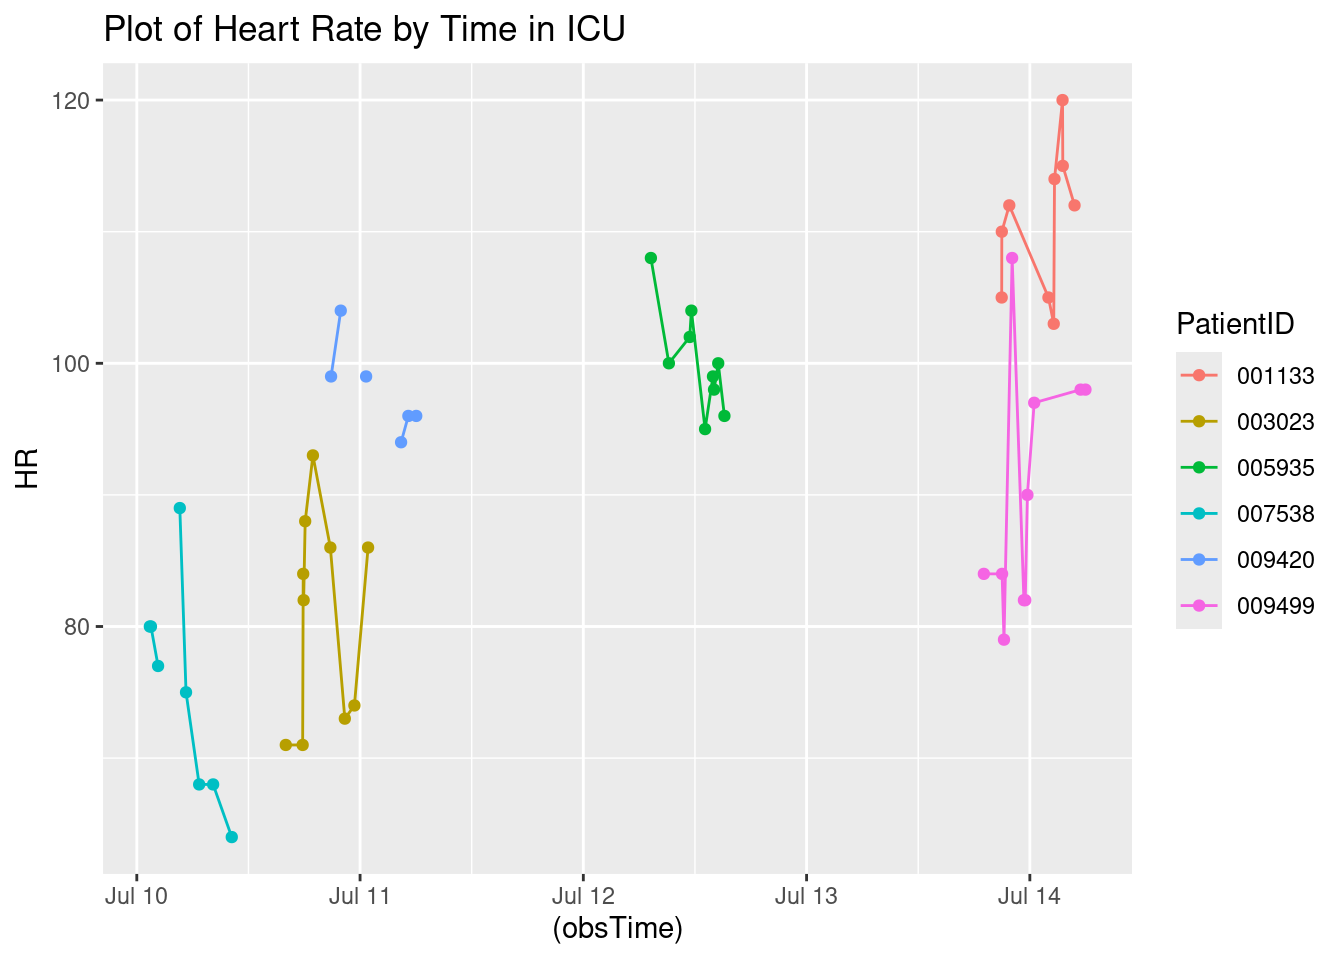 Plot of Heart Rate by Time in ICU
120
100
80
HR
Jul 10 Jul 11 Jul 12 Jul 13 Jul 14
(obsTime)
PatientID
001133
003023
005935
007538
009420
009499